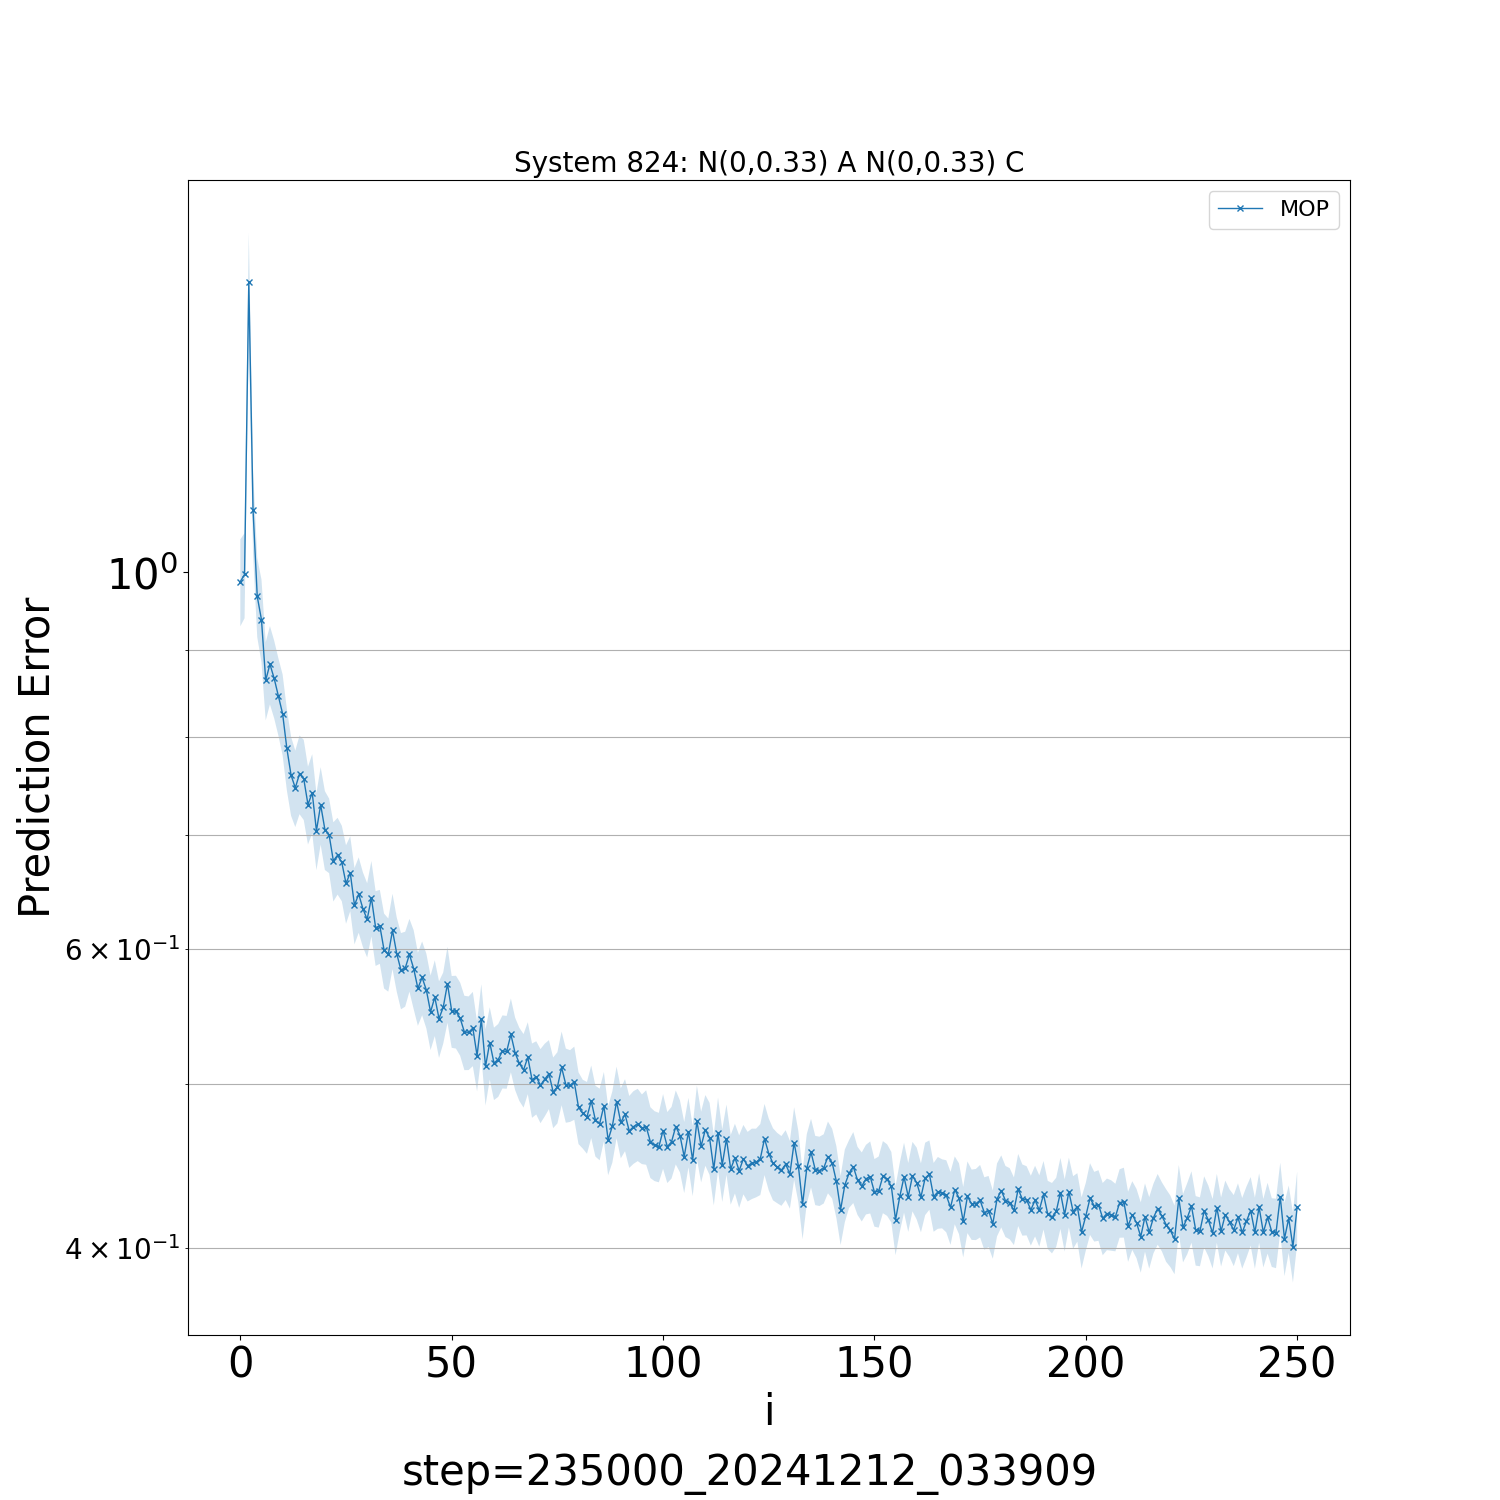 System 824: N(0,0.33) A N(0,0.33) C
MOP
10⁰
6 × 10⁻¹
4 × 10⁻¹
Prediction Error
0 50 100 150 200 250
i
step=235000_20241212_033909